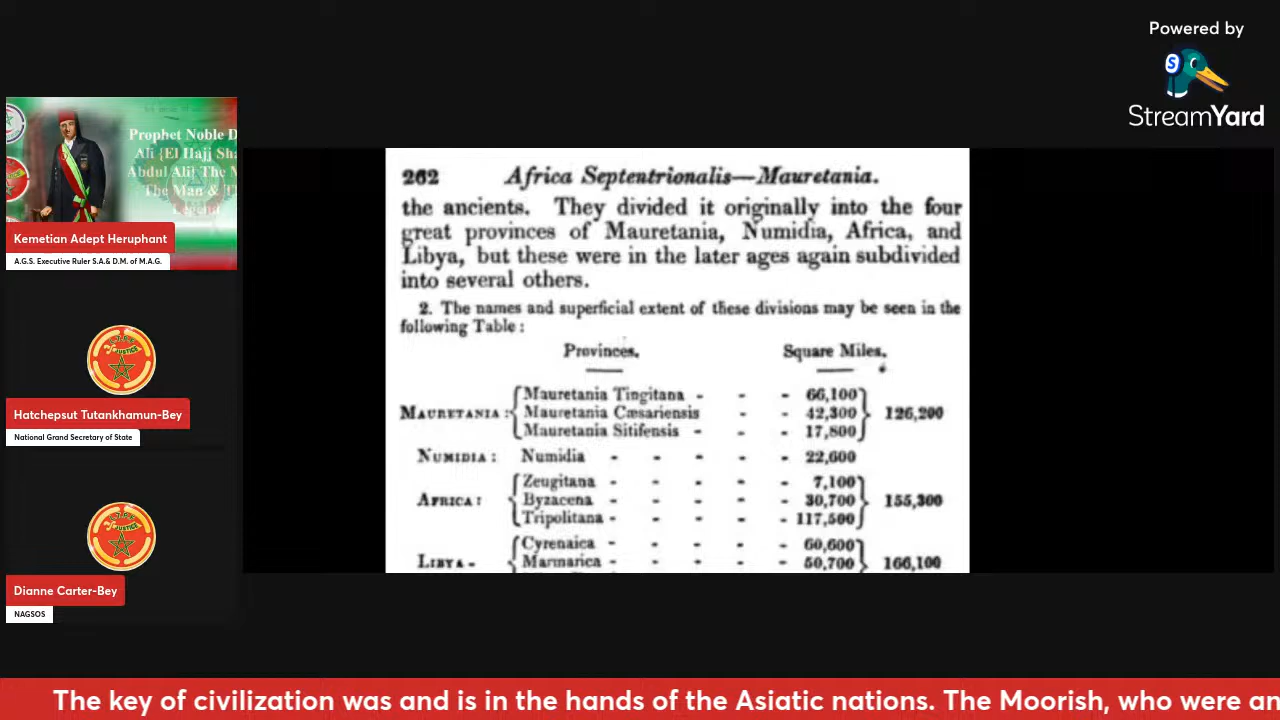 Powered by
StreamYard
Prophet Noble D
Ali {El Hajj Sha
Abdul Ali} The M
The Man & T
Legend
Kemetian Adept Heruphant
A.G.S. Executive Ruler S.A.& D.M. of M.A.G.
JUSTICE
Hatchepsut Tutankhamun-Bey
National Grand Secretary of State
JUSTICE
Dianne Carter-Bey
NAGSOS
262 Africa Septentrionalis—Mauretania.
the ancients. They divided it originally into the four
great provinces of Mauretania, Numidia, Africa, and
Libya, but these were in the later ages again subdivided
into several others.
2. The names and superficial extent of these divisions may be seen in the
following Table:
Provinces. Square Miles.
MAURETANIA: Mauretania Tingitana - - - 66,100
Mauretania Cæsariensis - - 42,300 126,200
Mauretania Sitifensis - - - 17,800
NUMIDIA: Numidia - - - - - 22,600
AFRICA: Zeugitana - - - - - 7,100
Byzacena - - - - - 30,700 155,300
Tripolitana - - - - - 117,500
LIBYA - Cyrenaica - - - - - 60,600
Marmarica - - - - - 50,700 166,100
The key of civilization was and is in the hands of the Asiatic nations. The Moorish, who were an